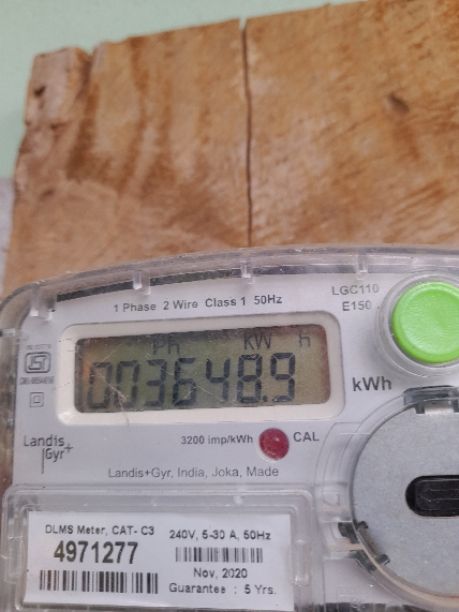 1 Phase 2 Wire Class 1 50Hz
LGC110
E150
Ph kW h
003648.9
kWh
3200 imp/kWh CAL
Landis
Gyr+
Landis+Gyr, India, Joka, Made
DLMS Meter, CAT- C3
4971277
240V, 5-30 A, 50Hz
Nov, 2020
Guarantee : 5 Yrs.